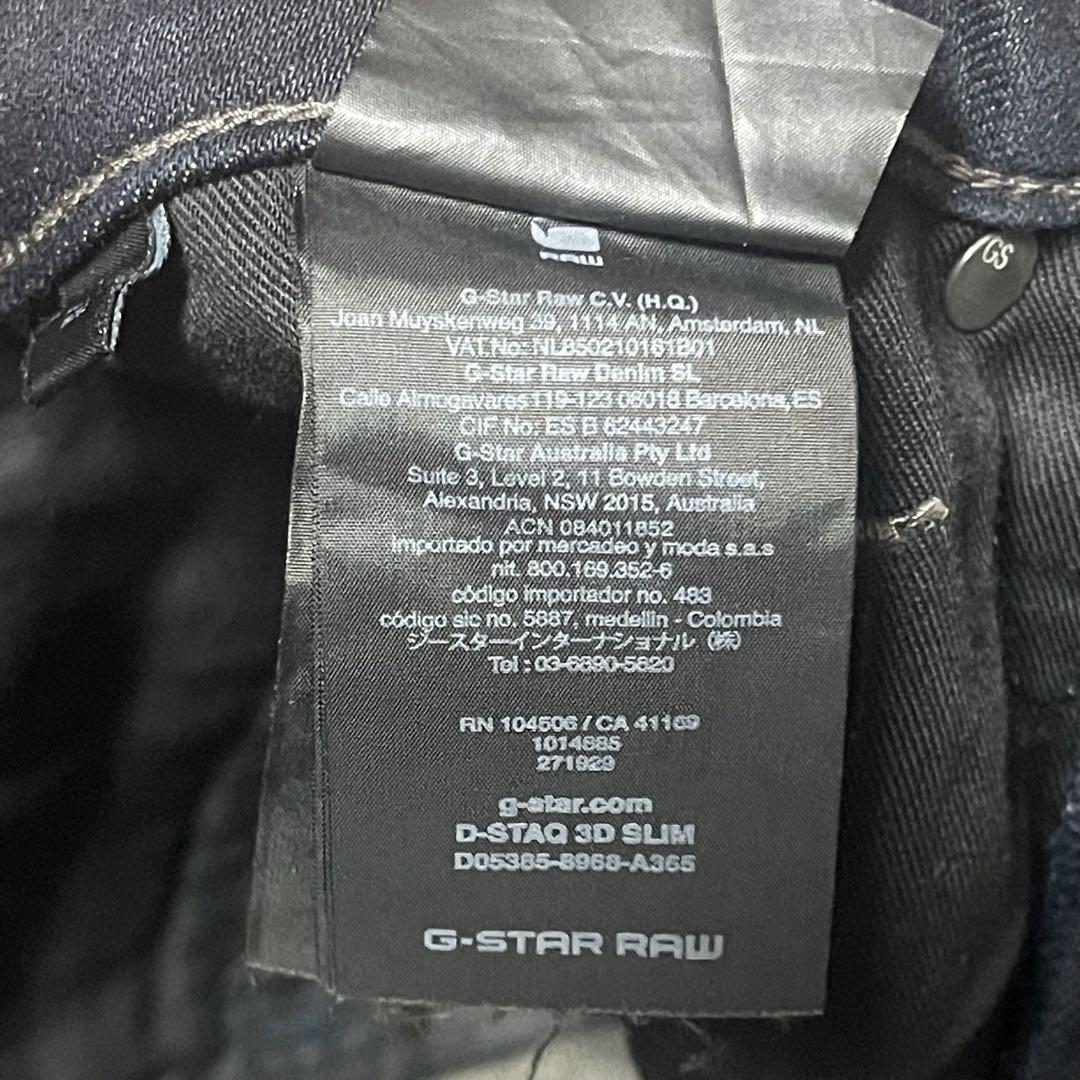 RAW
G-Star Raw C.V. (H.Q.)
Joan Muyskenweg 39, 1114 AN, Amsterdam, NL
VAT.No: NL850210161B01
G-Star Raw Denim SL
Calle Almogavares 119-123 08018 Barcelona, ES
CIF No: ES B 62443247
G-Star Australia Pty Ltd
Suite 3, Level 2, 11 Bowden Street,
Alexandria, NSW 2015, Australia
ACN 084011852
importado por mercadeo y moda s.a.s
nit. 800.169.352-6
código importador no. 483
código sic no. 5887, medellin - Colombia
ジースターインターナショナル (株)
Tel : 03-6890-5620
RN 104506 / CA 41169
1014885
271929
g-star.com
D-STAQ 3D SLIM
D05385-8968-A365
G-STAR RAW
GS